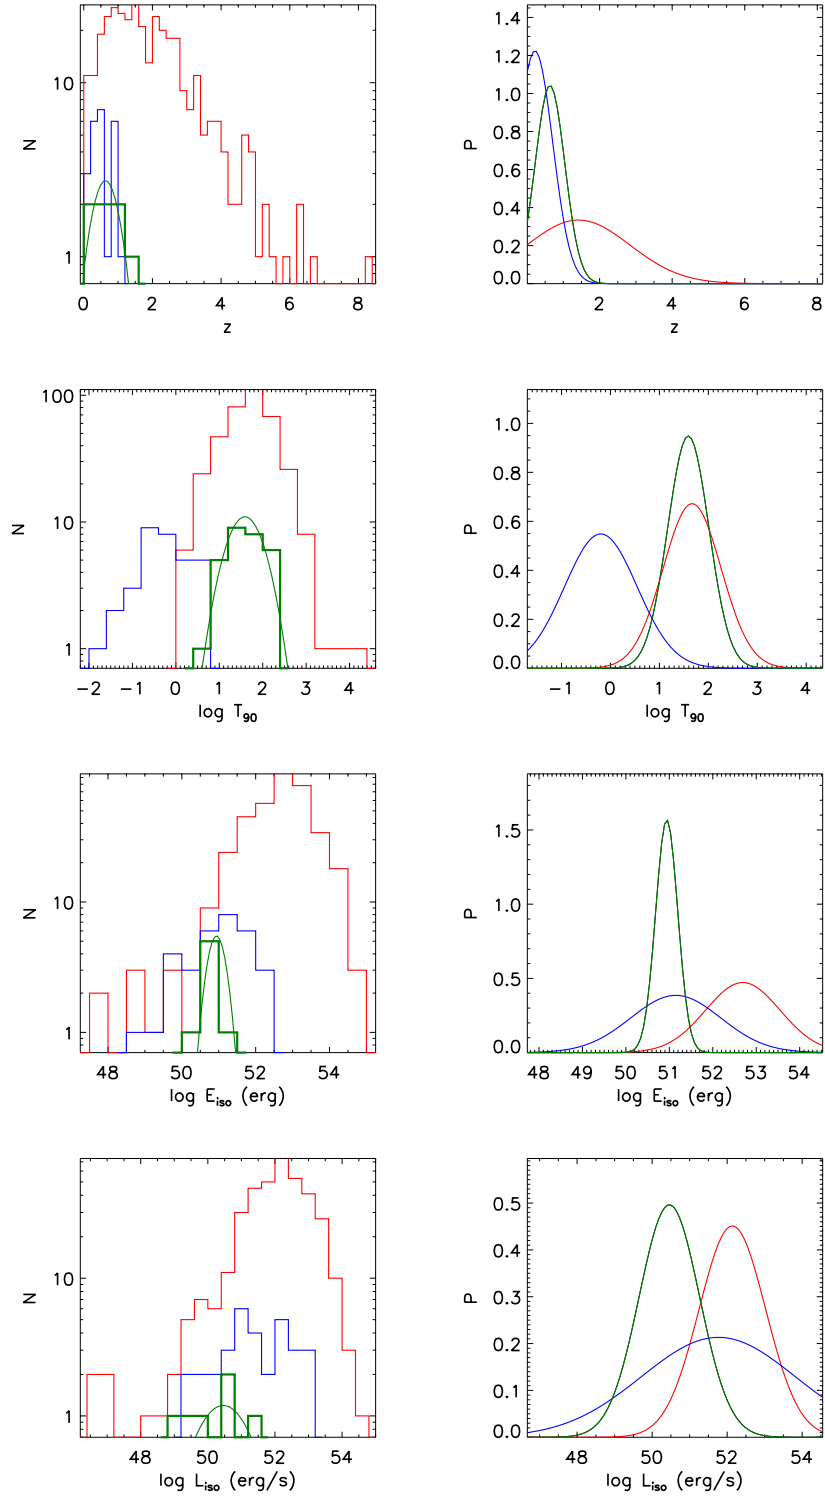 10
1
N
0 2 4 6 8
z
1.4
1.2
1.0
0.8
0.6
0.4
0.2
0.0
P
2 4 6 8
z
100
10
1
N
−2 −1 0 1 2 3 4
log T90
1.0
0.8
0.6
0.4
0.2
0.0
P
−1 0 1 2 3 4
log T90
10
1
N
48 50 52 54
log Eiso (erg)
1.5
1.0
0.5
0.0
P
48 49 50 51 52 53 54
log Eiso (erg)
10
1
N
48 50 52 54
log Liso (erg/s)
0.5
0.4
0.3
0.2
0.1
0.0
P
48 50 52 54
log Liso (erg/s)